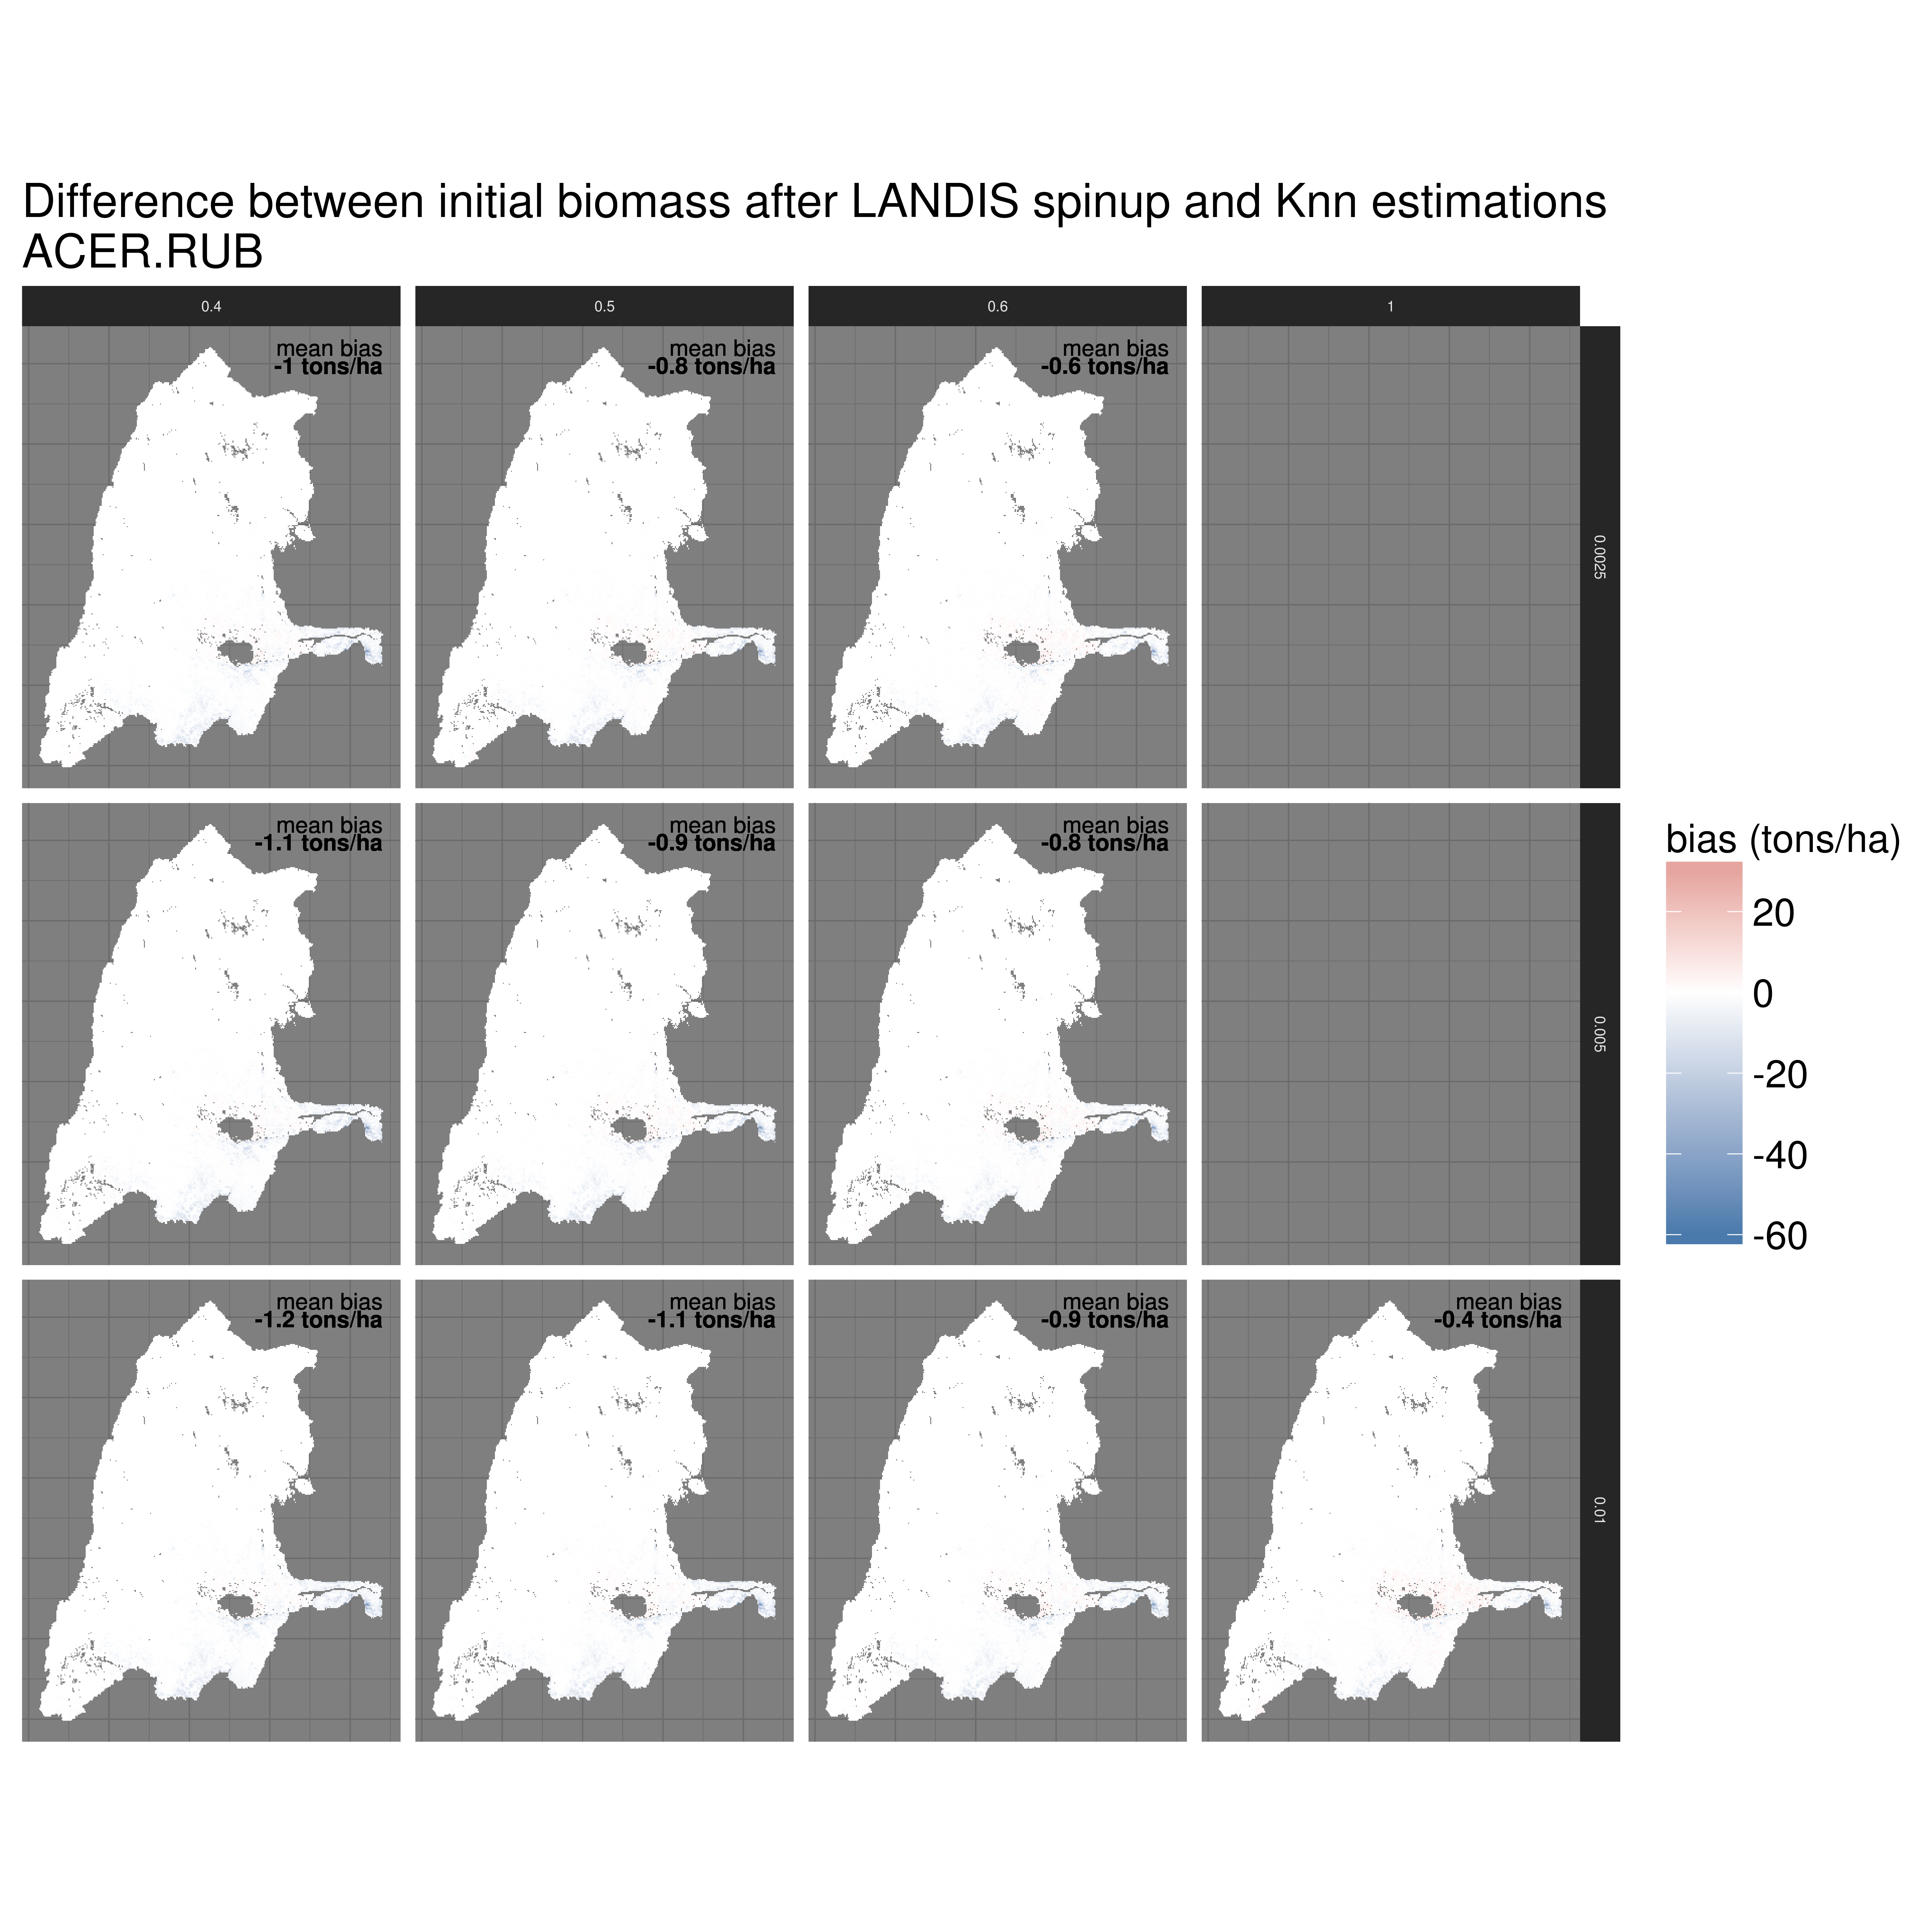 Difference between initial biomass after LANDIS spinup and Knn estimations
ACER.RUB
0.4
0.5
0.6
1
mean bias
-1 tons/ha
mean bias
-0.8 tons/ha
mean bias
-0.6 tons/ha
0.0025
mean bias
-1.1 tons/ha
mean bias
-0.9 tons/ha
mean bias
-0.8 tons/ha
0.005
mean bias
-1.2 tons/ha
mean bias
-1.1 tons/ha
mean bias
-0.9 tons/ha
mean bias
-0.4 tons/ha
0.01
bias (tons/ha)
20
0
-20
-40
-60